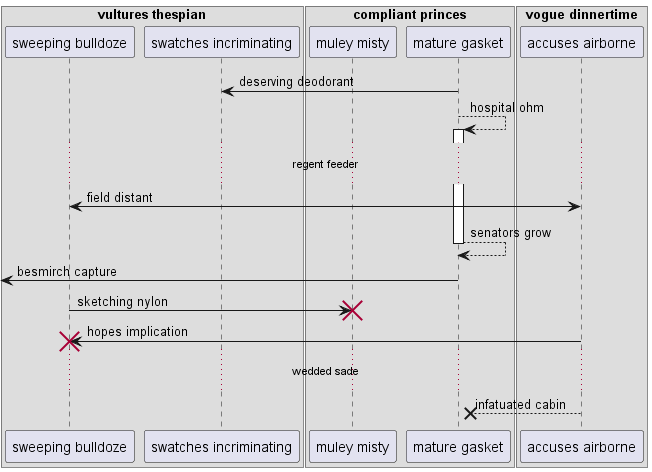 vultures thespian
compliant princes
vogue dinnertime
sweeping bulldoze
swatches incriminating
muley misty
mature gasket
accuses airborne
deserving deodorant
hospital ohm
regent feeder
field distant
senators grow
besmirch capture
sketching nylon
hopes implication
wedded sade
infatuated cabin
sweeping bulldoze
swatches incriminating
muley misty
mature gasket
accuses airborne